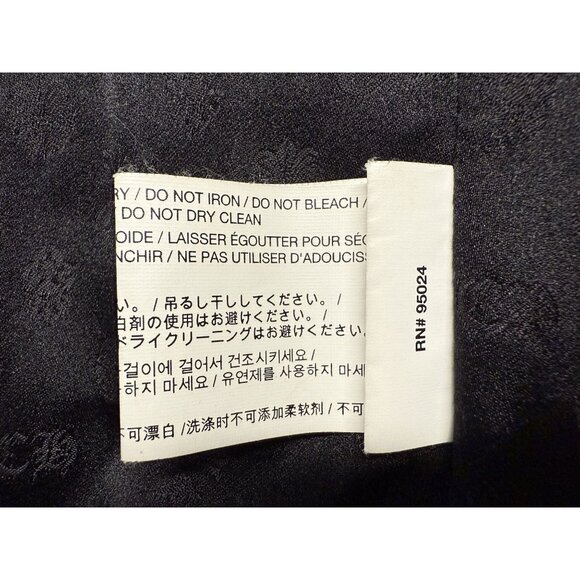 RY / DO NOT IRON / DO NOT BLEACH /
DO NOT DRY CLEAN
OIDE / LAISSER ÉGOUTTER POUR SÉC
NCHIR / NE PAS UTILISER D'ADOUCISS
い。/ 吊るし干ししてください。/
白剤の使用はお避けください。/
ドライクリーニングはお避けください。
걸이에 걸어서 건조시키세요 /
하지 마세요 / 유연제를 사용하지 마
不可漂白 /洗涤时不可添加柔软剂 / 不可
RN# 95024